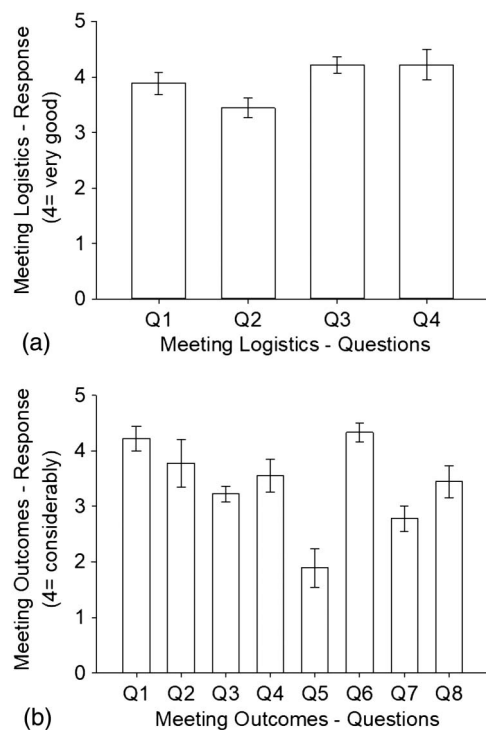 Meeting Logistics - Response
(4= very good)
5
4
3
2
1
0
Q1 Q2 Q3 Q4
(a) Meeting Logistics - Questions
Meeting Outcomes - Response
(4= considerably)
5
4
3
2
1
0
Q1 Q2 Q3 Q4 Q5 Q6 Q7 Q8
(b) Meeting Outcomes - Questions